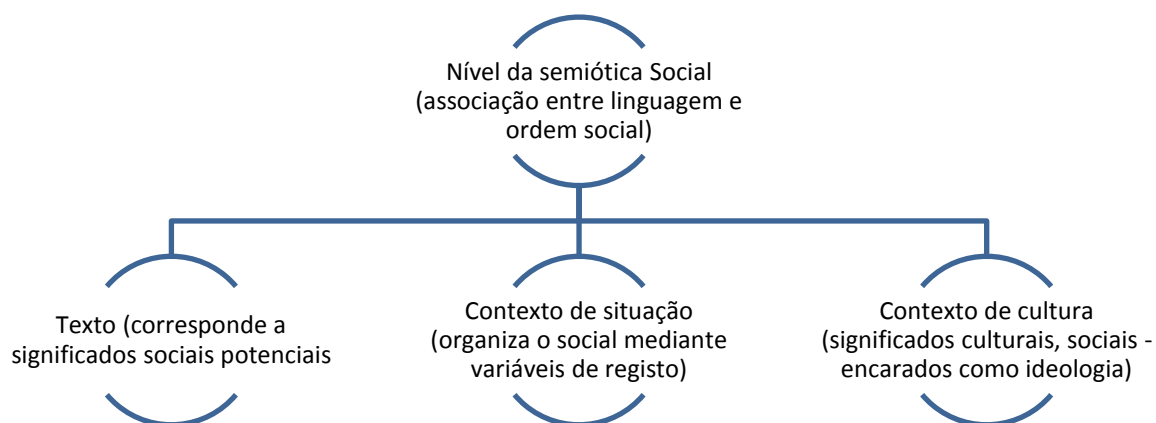 Nível da semiótica Social
(associação entre linguagem e
ordem social)
Texto (corresponde a
significados sociais potenciais
Contexto de situação
(organiza o social mediante
variáveis de registo)
Contexto de cultura
(significados culturais, sociais -
encarados como ideologia)